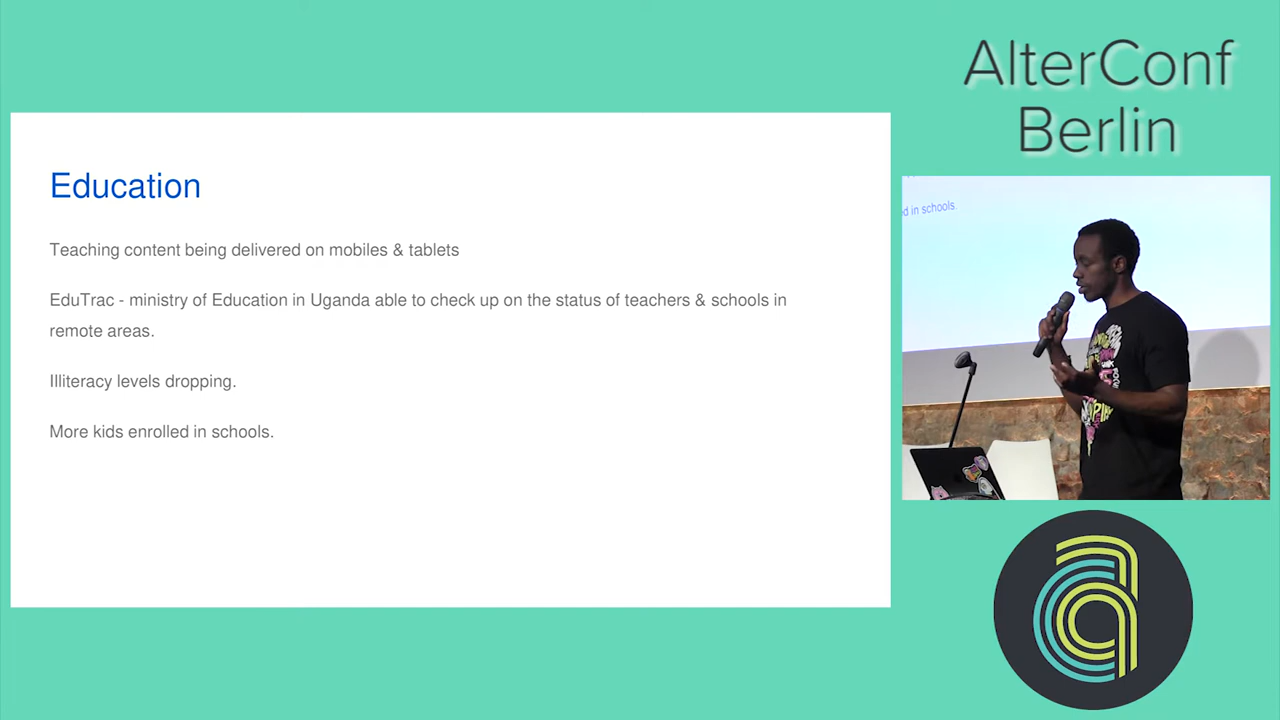 AlterConf
Berlin
Education
Teaching content being delivered on mobiles & tablets
EduTrac - ministry of Education in Uganda able to check up on the status of teachers & schools in
remote areas.
Illiteracy levels dropping.
More kids enrolled in schools.
in schools.